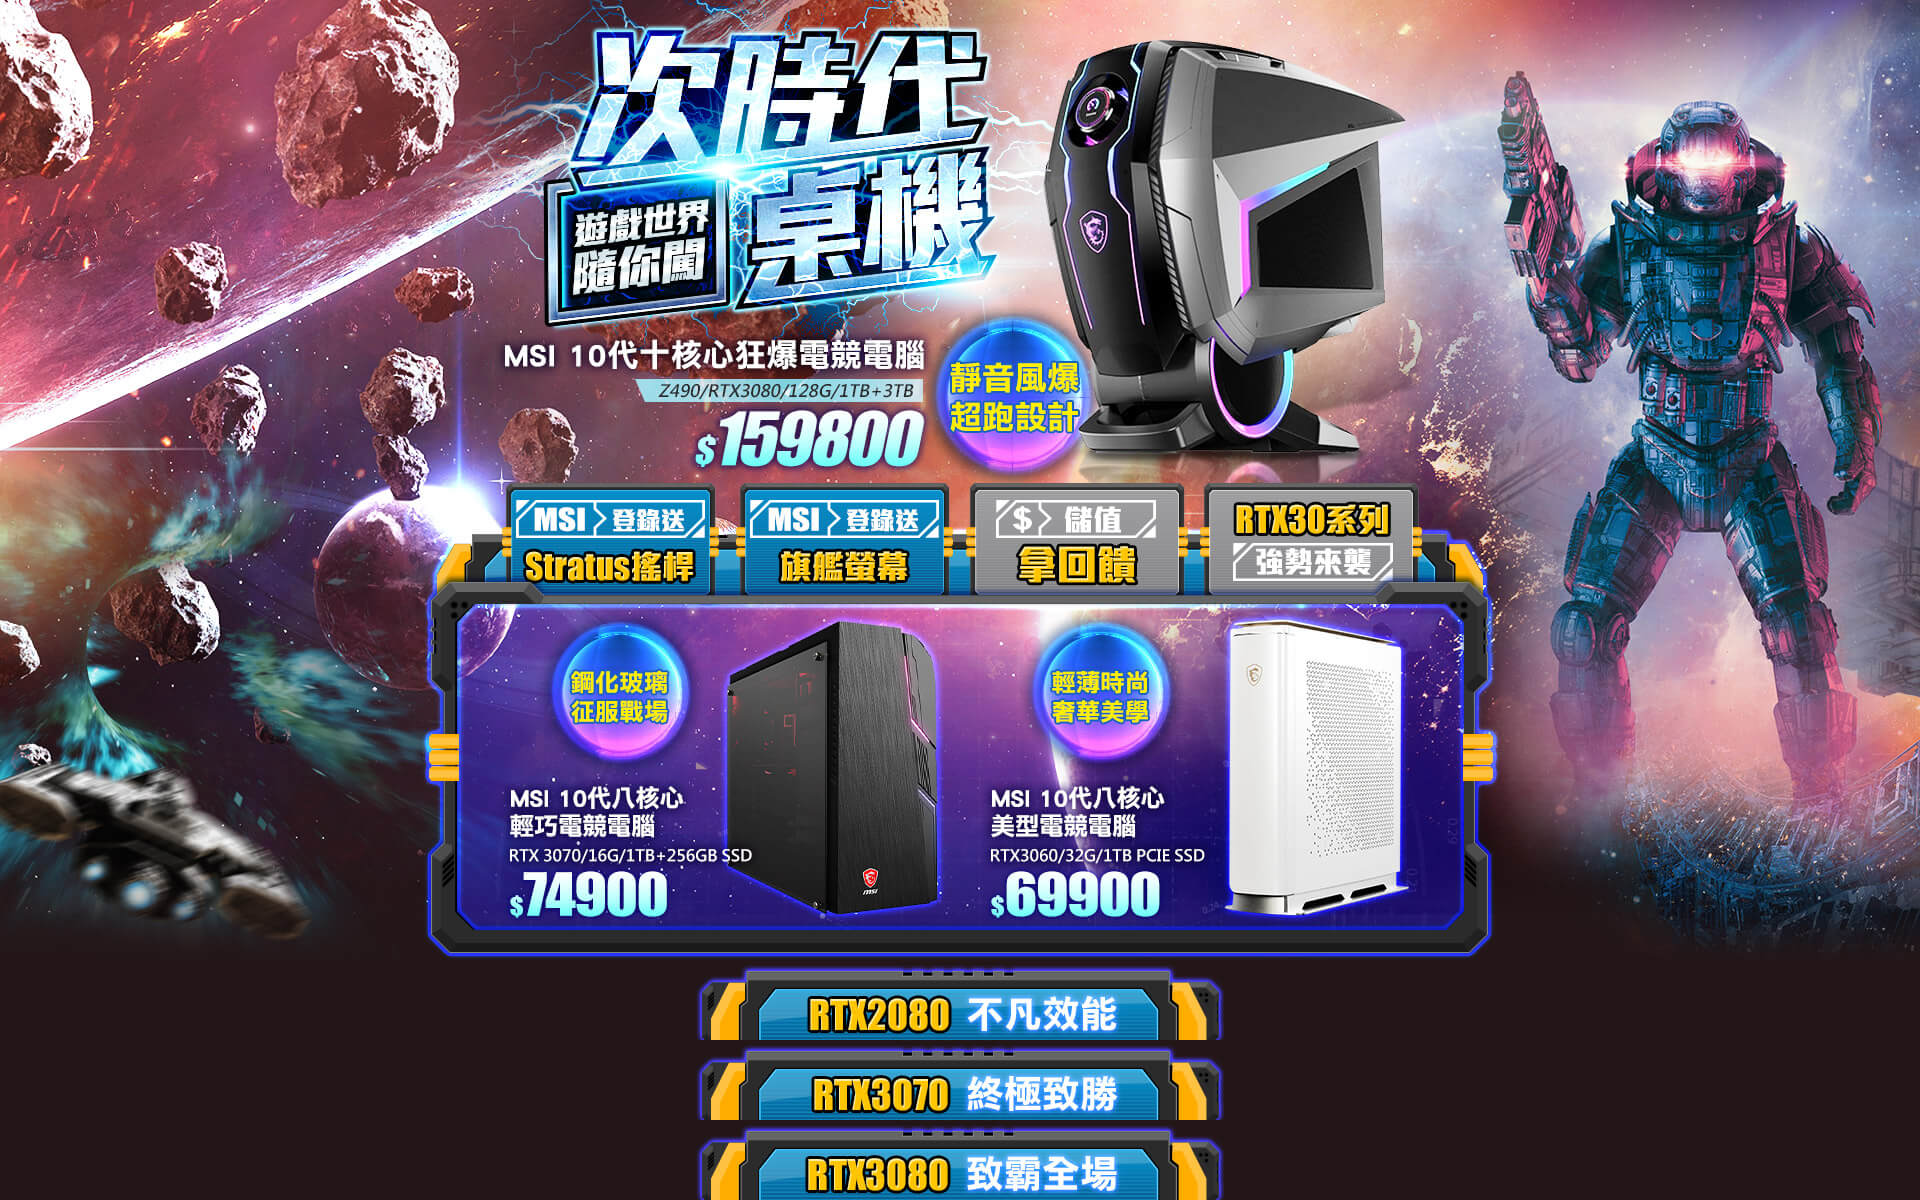 次時代
桌機
遊戲世界
隨你闖
MSI 10代十核心狂爆電競電腦
Z490/RTX3080/128G/1TB+3TB
$159800
靜音風爆
超跑設計
MSI 登錄送
Stratus搖桿
MSI 登錄送
旗艦螢幕
$ 儲值
拿回饋
RTX30系列
強勢來襲
鋼化玻璃
征服戰場
MSI 10代八核心
輕巧電競電腦
RTX 3070/16G/1TB+256GB SSD
$74900
msi
輕薄時尚
奢華美學
MSI 10代八核心
美型電競電腦
RTX3060/32G/1TB PCIE SSD
$69900
RTX2080 不凡效能
RTX3070 終極致勝
RTX3080 致霸全場